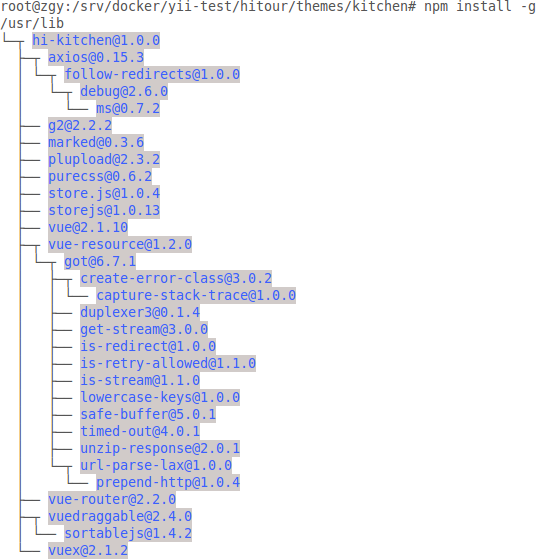 root@zgy:/srv/docker/yii-test/hitour/themes/kitchen# npm install -g
/usr/lib
└─┬ hi-kitchen@1.0.0
  ├─┬ axios@0.15.3
  │ └─┬ follow-redirects@1.0.0
  │   └─┬ debug@2.6.0
  │     └── ms@0.7.2
  ├── g2@2.2.2
  ├── marked@0.3.6
  ├── plupload@2.3.2
  ├── purecss@0.6.2
  ├── store.js@1.0.4
  ├── storejs@1.0.13
  ├── vue@2.1.10
  ├─┬ vue-resource@1.2.0
  │ └─┬ got@6.7.1
  │   ├─┬ create-error-class@3.0.2
  │   │ └── capture-stack-trace@1.0.0
  │   ├── duplexer3@0.1.4
  │   ├── get-stream@3.0.0
  │   ├── is-redirect@1.0.0
  │   ├── is-retry-allowed@1.1.0
  │   ├── is-stream@1.1.0
  │   ├── lowercase-keys@1.0.0
  │   ├── safe-buffer@5.0.1
  │   ├── timed-out@4.0.1
  │   ├── unzip-response@2.0.1
  │   └─┬ url-parse-lax@1.0.0
  │     └── prepend-http@1.0.4
  ├── vue-router@2.2.0
  ├─┬ vuedraggable@2.4.0
  │ └── sortablejs@1.4.2
  └── vuex@2.1.2